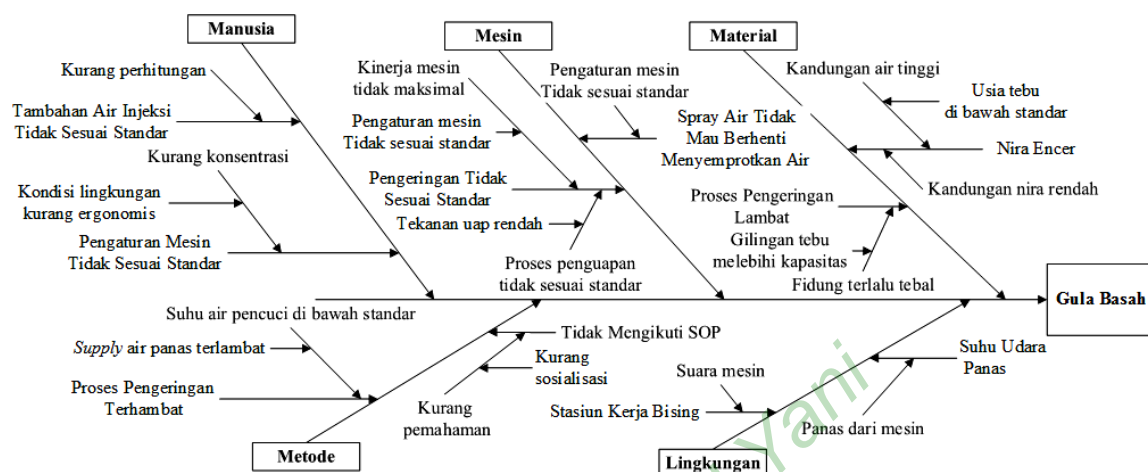 Manusia
Mesin
Material
Kurang perhitungan
Tambahan Air Injeksi
Tidak Sesuai Standar
Kurang konsentrasi
Kondisi lingkungan
kurang ergonomis
Pengaturan Mesin
Tidak Sesuai Standar
Kinerja mesin
tidak maksimal
Pengaturan mesin
Tidak sesuai standar
Pengeringan Tidak
Sesuai Standar
Tekanan uap rendah
Proses penguapan
tidak sesuai standar
Pengaturan mesin
Tidak sesuai standar
Spray Air Tidak
Mau Berhenti
Menyemprotkan Air
Kandungan air tinggi
Usia tebu
di bawah standar
Nira Encer
Kandungan nira rendah
Proses Pengeringan
Lambat
Gilingan tebu
melebihi kapasitas
Fidung terlalu tebal
Gula Basah
Suhu air pencuci di bawah standar
Supply air panas terlambat
Proses Pengeringan
Terhambat
Tidak Mengikuti SOP
Kurang
sosialisasi
Kurang
pemahaman
Metode
Suara mesin
Stasiun Kerja Bising
Suhu Udara
Panas
Panas dari mesin
Lingkungan
Yani